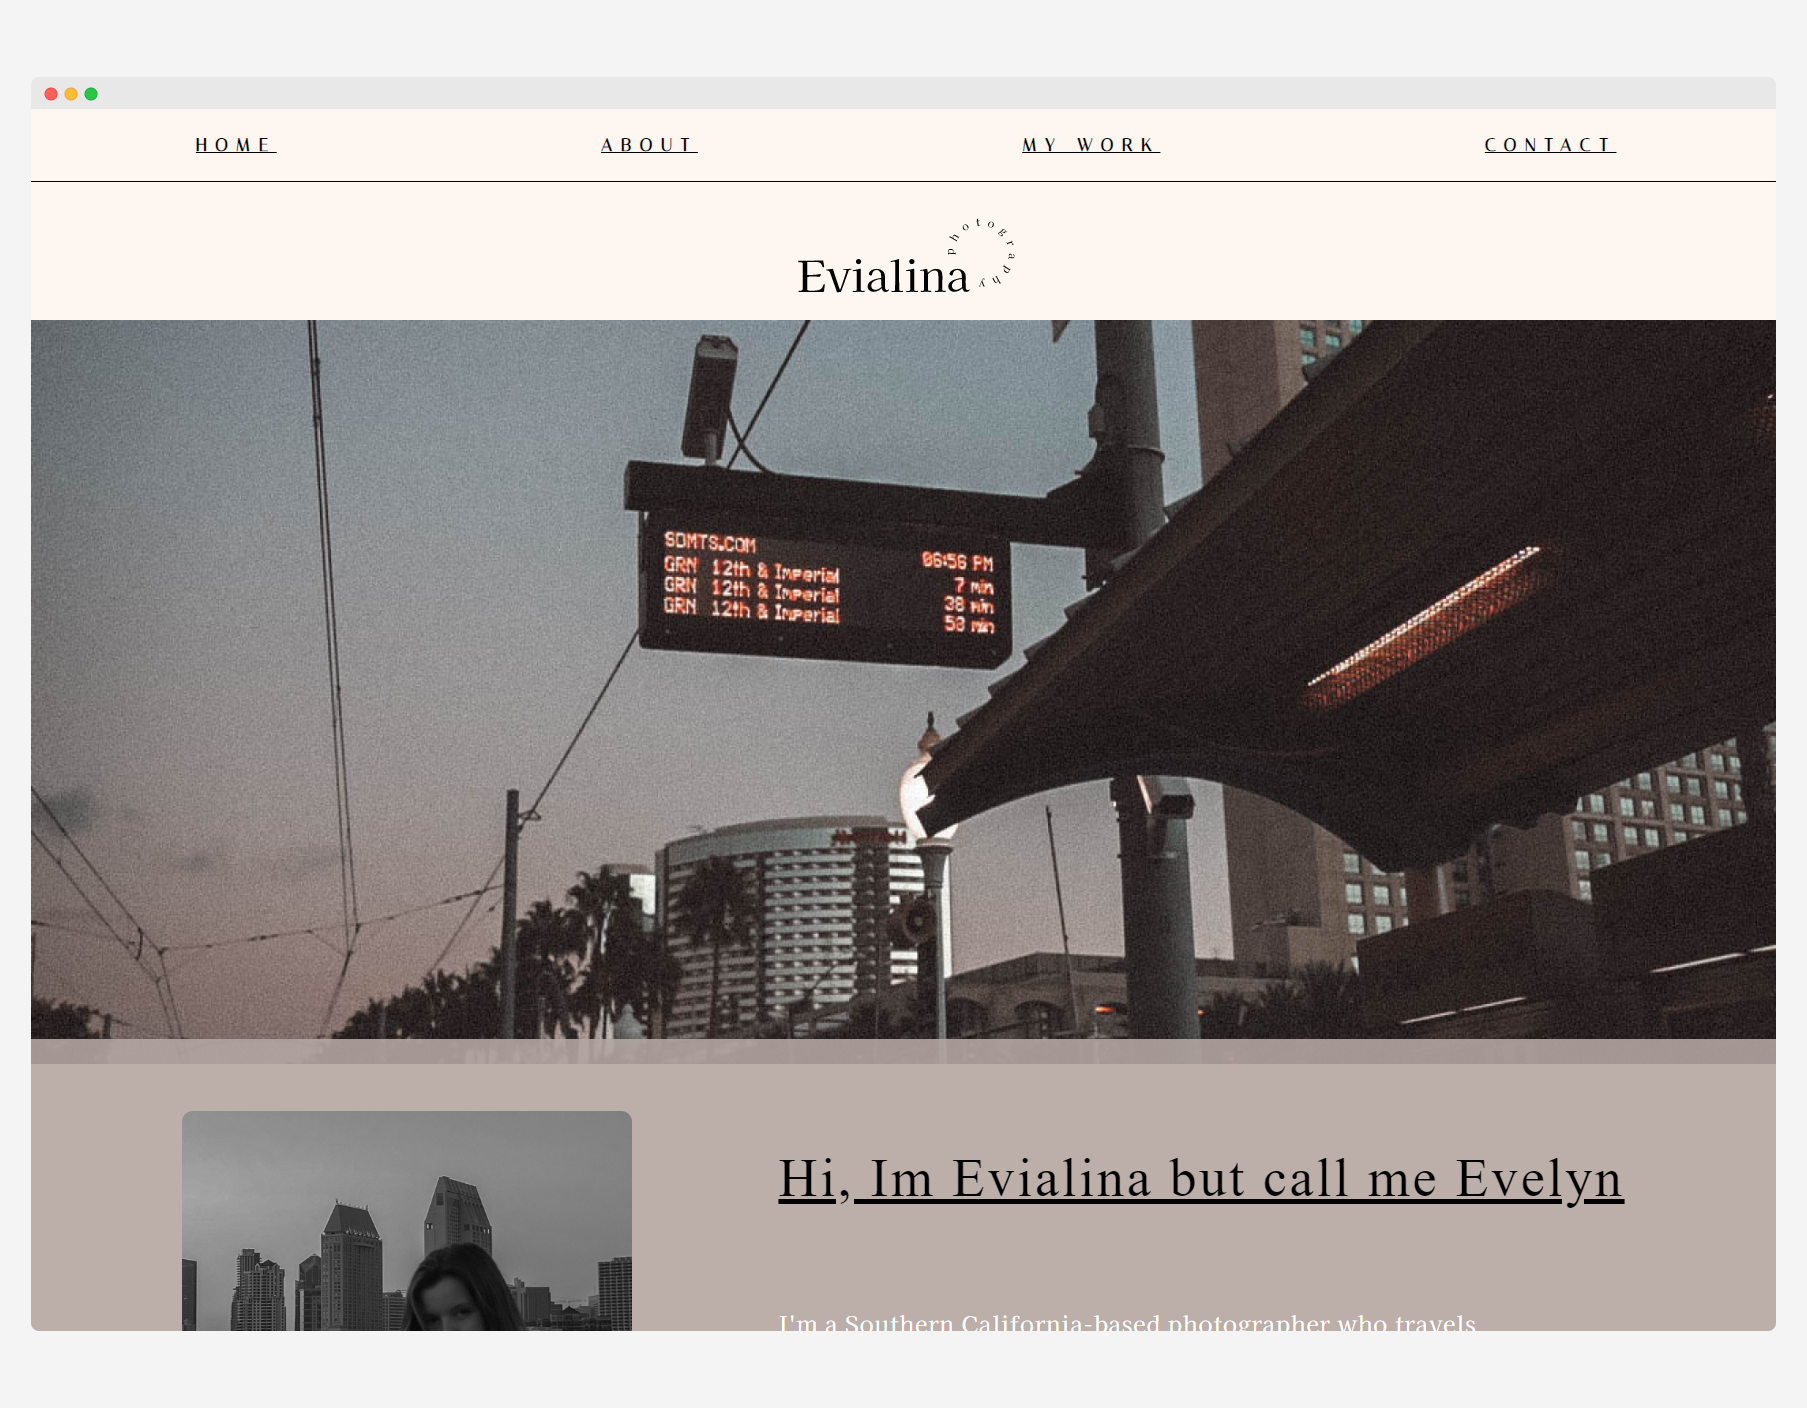 HOME ABOUT MY WORK CONTACT
photography
Evialina
SDMTS.COM 06:56 PM
GRN 12th & Imperial 7 min
GRN 12th & Imperial 38 min
GRN 12th & Imperial 53 min
Hi, Im Evialina but call me Evelyn
I'm a Southern California-based photographer who travels